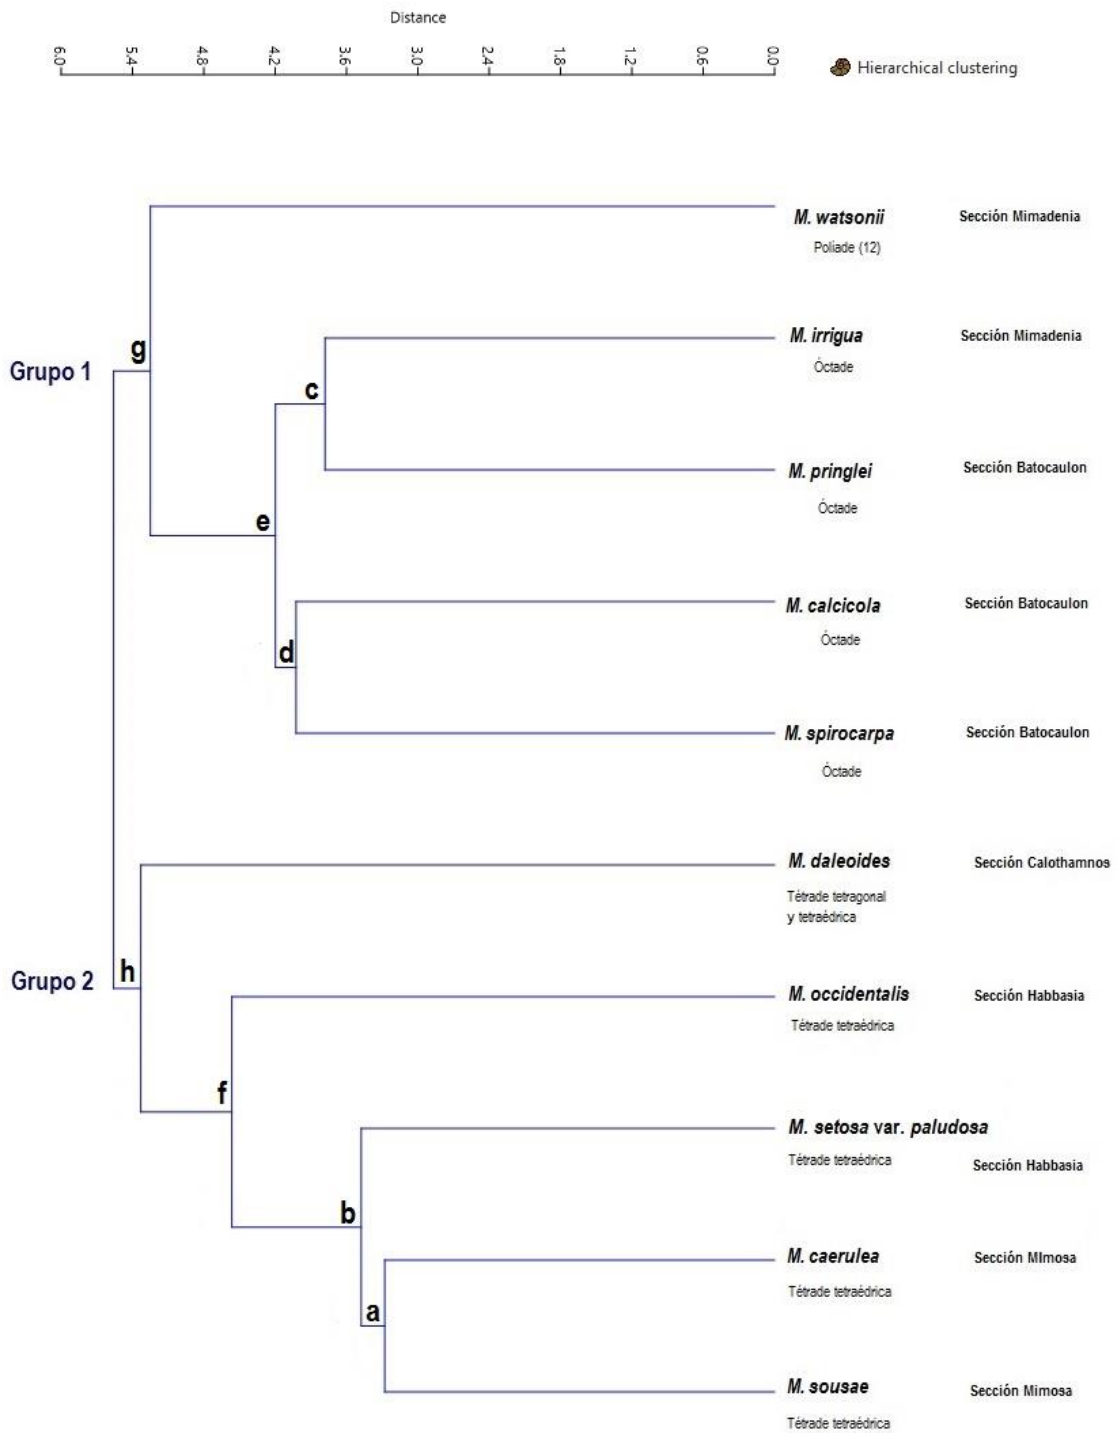 Distance
6.0 5.4 4.8 4.2 3.6 3.0 2.4 1.8 1.2 0.6 0.0
Hierarchical clustering
M. watsonii Sección Mimadenia
Poliade (12)
M. irrigua Sección Mimadenia
g
Óctade
Grupo 1
c
M. pringlei Sección Batocaulon
Óctade
e
M. calcicola Sección Batocaulon
Óctade
d
M. spirocarpa Sección Batocaulon
Óctade
M. daleoides Sección Calothamnos
Tétrade tetragonal
y tetraédrica
h
Grupo 2
M. occidentalis Sección Habbasia
Tétrade tetraédrica
f
M. setosa var. paludosa
Tétrade tetraédrica Sección Habbasia
b
M. caerulea Sección MImosa
Tétrade tetraédrica
a
M. sousae Sección Mimosa
Tétrade tetraédrica